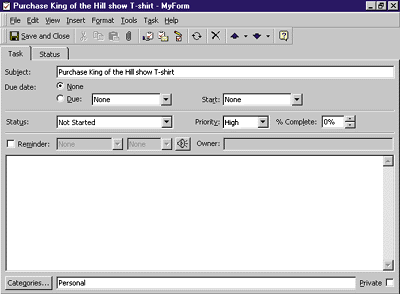 Purchase King of the Hill show T-shirt - MyForm
File Edit View Insert Format Tools Task Help
Save and Close
Task Status
Subject: Purchase King of the Hill show T-shirt
Due date: None
Due: None Start: None
Status: Not Started Priority: High % Complete: 0%
Reminder: None None Owner:
Categories... Personal Private